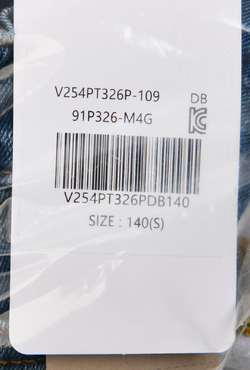 V254PT326P-109 DB
91P326-M4G
V254PT326PDB140
SIZE : 140(S)